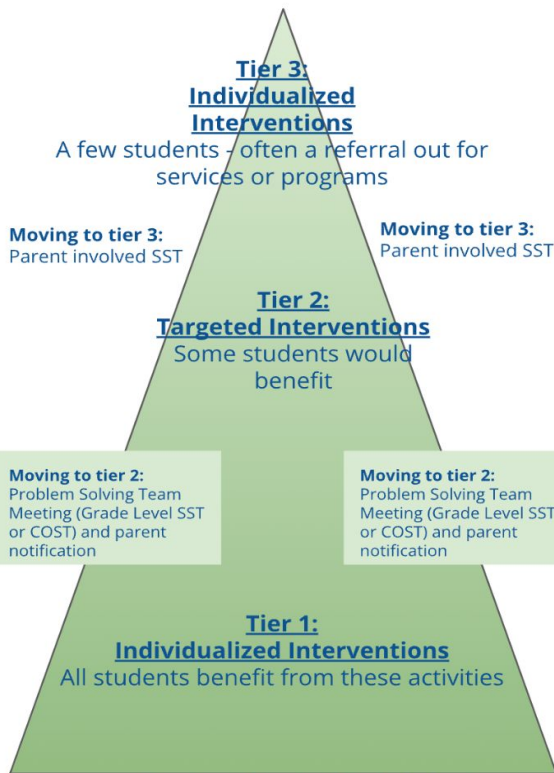 Tier 3:
Individualized
Interventions
A few students - often a referral out for
services or programs
Moving to tier 3:
Parent involved SST
Moving to tier 3:
Parent involved SST
Tier 2:
Targeted Interventions
Some students would
benefit
Moving to tier 2:
Problem Solving Team
Meeting (Grade Level SST
or COST) and parent
notification
Moving to tier 2:
Problem Solving Team
Meeting (Grade Level SST
or COST) and parent
notification
Tier 1:
Individualized Interventions
All students benefit from these activities